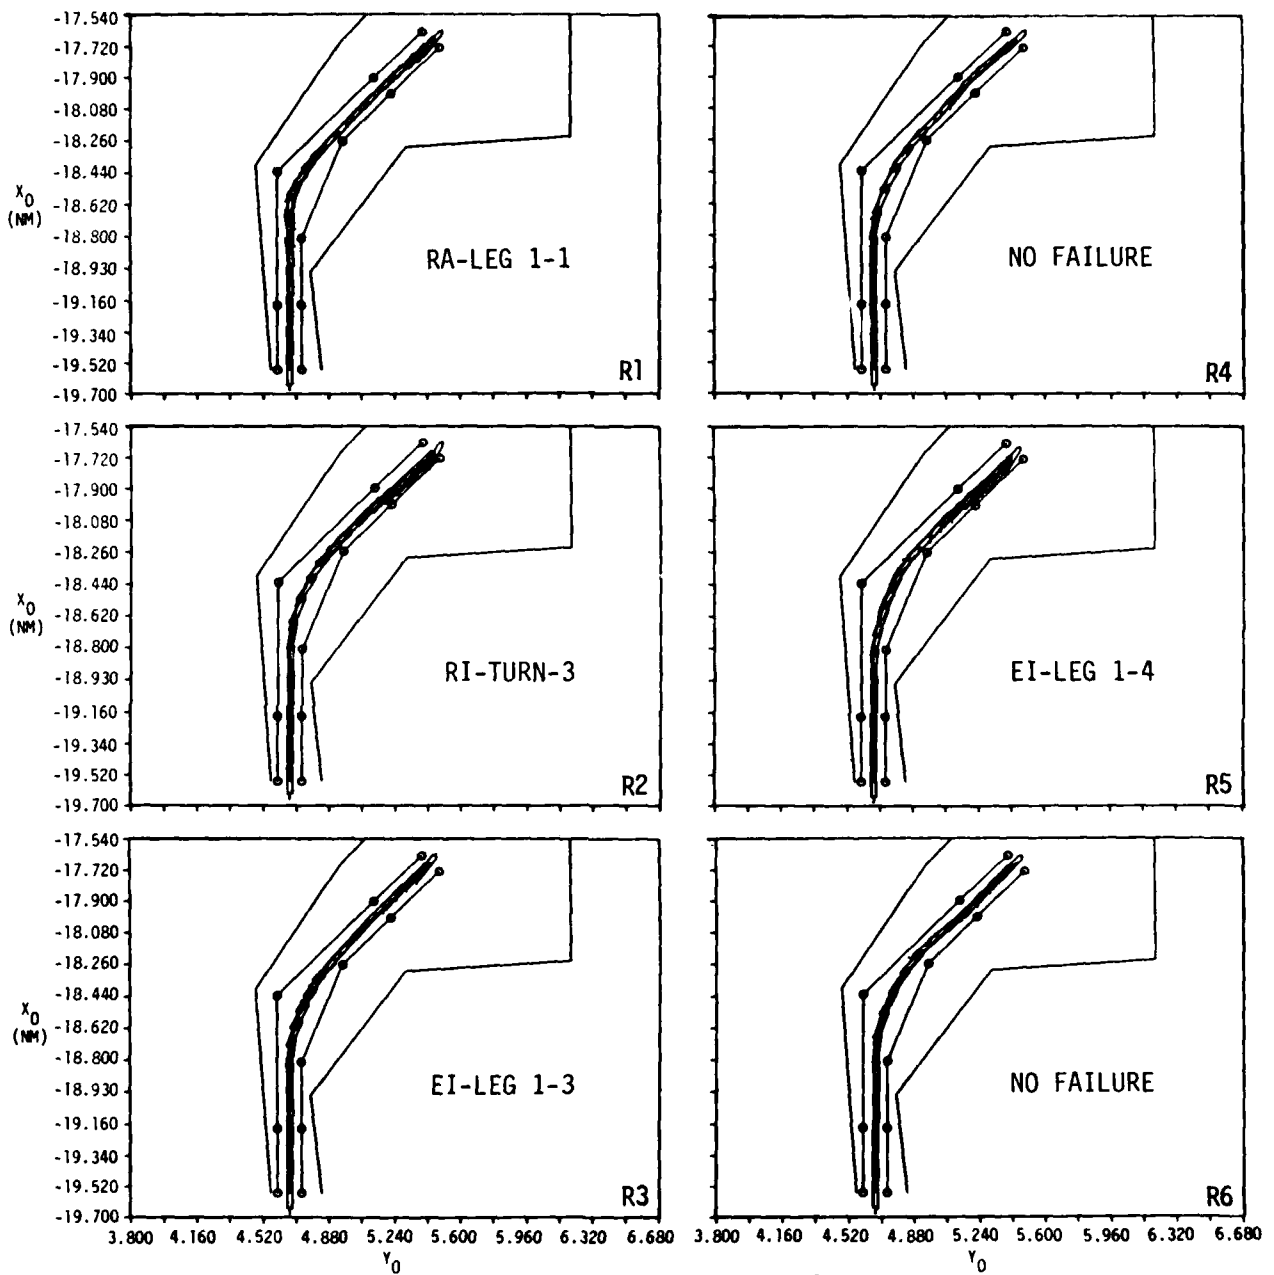 -17.540
-17.720
-17.900
-18.080
-18.260
-18.440
-18.620
-18.800
-18.930
-19.160
-19.340
-19.520
-19.700
X0
(NM)
RA-LEG 1-1
R1
NO FAILURE
R4
-17.540
-17.720
-17.900
-18.080
-18.260
-18.440
-18.620
-18.800
-18.930
-19.160
-19.340
-19.520
-19.700
X0
(NM)
RI-TURN-3
R2
EI-LEG 1-4
R5
-17.540
-17.720
-17.900
-18.080
-18.260
-18.440
-18.620
-18.800
-18.930
-19.160
-19.340
-19.520
-19.700
X0
(NM)
EI-LEG 1-3
R3
NO FAILURE
R6
3.800 4.160 4.520 4.880 5.240 5.600 5.960 6.320 6.680
Y0
3.800 4.160 4.520 4.880 5.240 5.600 5.960 6.320 6.680
Y0